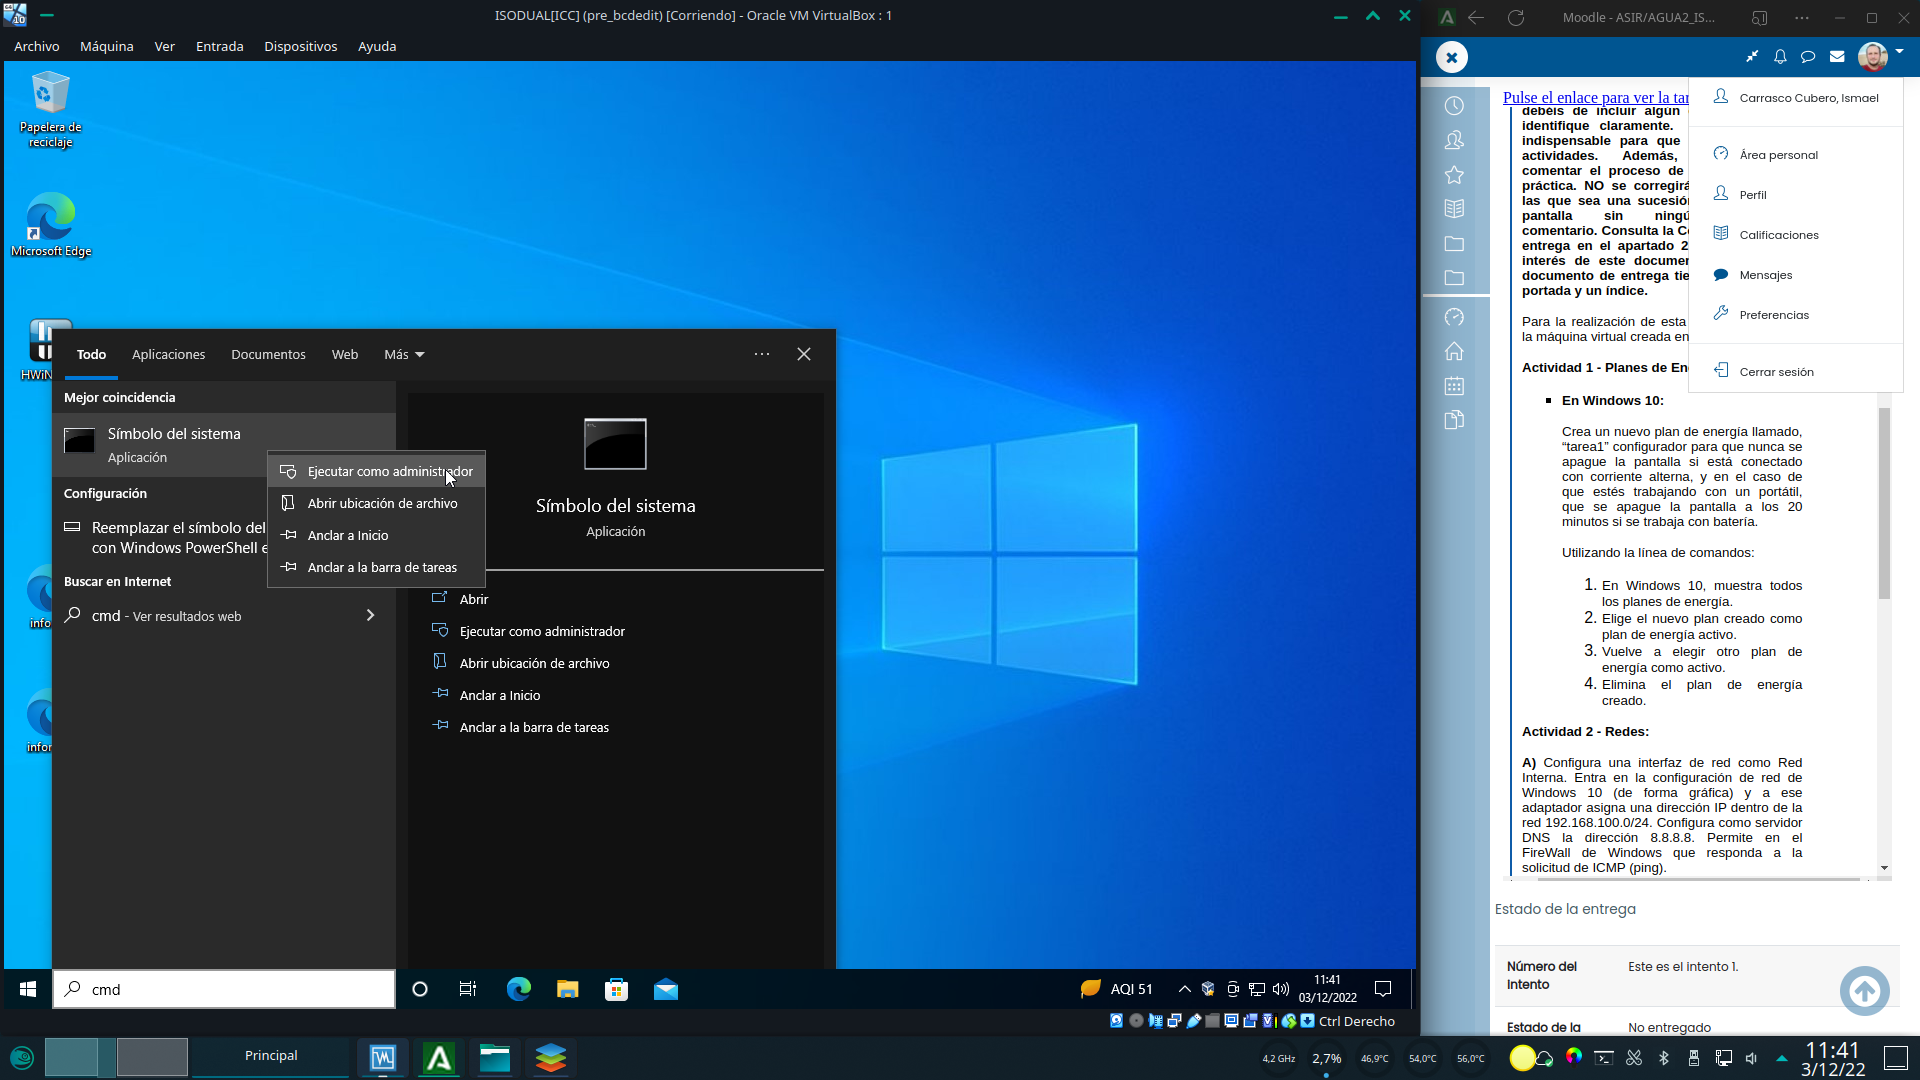 ISODUAL[ICC] (pre_bcdedit) [Corriendo] - Oracle VM VirtualBox : 1
Archivo Máquina Ver Entrada Dispositivos Ayuda
Papelera de
reciclaje
Microsoft Edge
Todo Aplicaciones Documentos Web Más
Mejor coincidencia
Símbolo del sistema
Aplicación
Configuración
Reemplazar el símbolo del
con Windows PowerShell e
Buscar en Internet
cmd - Ver resultados web
Ejecutar como administrador
Abrir ubicación de archivo
Anclar a Inicio
Anclar a la barra de tareas
Símbolo del sistema
Aplicación
Abrir
Ejecutar como administrador
Abrir ubicación de archivo
Anclar a Inicio
Anclar a la barra de tareas
cmd
AQI 51
11:41
03/12/2022
Ctrl Derecho
Moodle - ASIR/AGUA2_IS...
Pulse el enlace para ver la tar
debéis de incluir algún
identifique claramente.
indispensable para que
actividades. Además,
comentar el proceso de
práctica. NO se corregirá
las que sea una sucesión
pantalla sin ningú
comentario. Consulta la Co
entrega en el apartado 2
interés de este documen
documento de entrega tie
portada y un índice.
Para la realización de esta
la máquina virtual creada en
Actividad 1 - Planes de En
Carrasco Cubero, Ismael
Área personal
Perfil
Calificaciones
Mensajes
Preferencias
Cerrar sesión
En Windows 10:
Crea un nuevo plan de energía llamado,
“tarea1” configurador para que nunca se
apague la pantalla si está conectado
con corriente alterna, y en el caso de
que estés trabajando con un portátil,
que se apague la pantalla a los 20
minutos si se trabaja con batería.
Utilizando la línea de comandos:
1. En Windows 10, muestra todos
los planes de energía.
2. Elige el nuevo plan creado como
plan de energía activo.
3. Vuelve a elegir otro plan de
energía como activo.
4. Elimina el plan de energía
creado.
Actividad 2 - Redes:
A) Configura una interfaz de red como Red
Interna. Entra en la configuración de red de
Windows 10 (de forma gráfica) y a ese
adaptador asigna una dirección IP dentro de la
red 192.168.100.0/24. Configura como servidor
DNS la dirección 8.8.8.8. Permite en el
FireWall de Windows que responda a la
solicitud de ICMP (ping).
Estado de la entrega
Número del
Intento
Este es el intento 1.
Estado de la
No entregado
Principal
4,2 GHz
2,7%
46,9°C
54,0°C
56,0°C
11:41
3/12/22